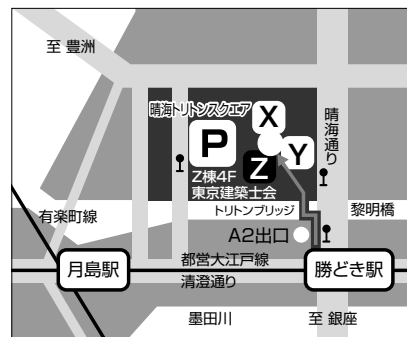 至 豊洲
晴海トリトンスクエア
X
P
Y
Z
晴海通り
Z棟4F
東京建築士会
トリトンブリッジ
黎明橋
有楽町線
A2出口
月島駅
都営大江戸線
清澄通り
勝どき駅
墨田川
至 銀座